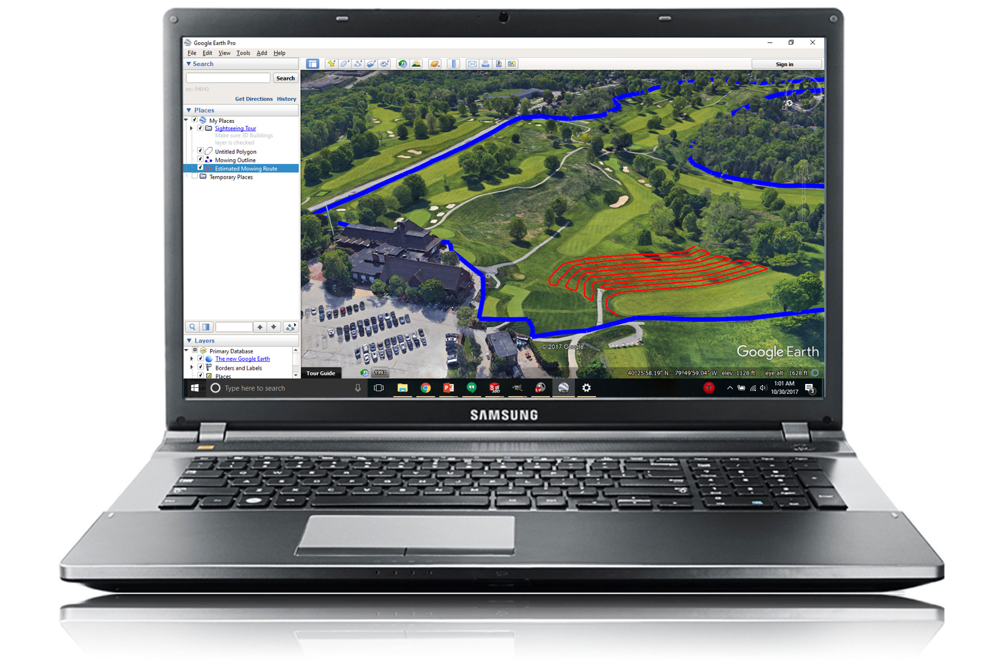 Google Earth Pro
File Edit View Tools Add Help
Search
Sign in
Search
ex: 94043
Get Directions History
Places
My Places
Sightseeing Tour
Make sure 3D Buildings
layer is checked
Untitled Polygon
Mowing Outline
Estimated Mowing Route
Temporary Places
Layers
Primary Database
The new Google Earth
Borders and Labels
Places
© 2017 Google
Google Earth
Tour Guide
1993
40°25'58.19" N 79°49'59.04" W elev 1128 ft eye alt 1628 ft
Type here to search
SW
2017
1:01 AM
10/30/2017
3
SAMSUNG